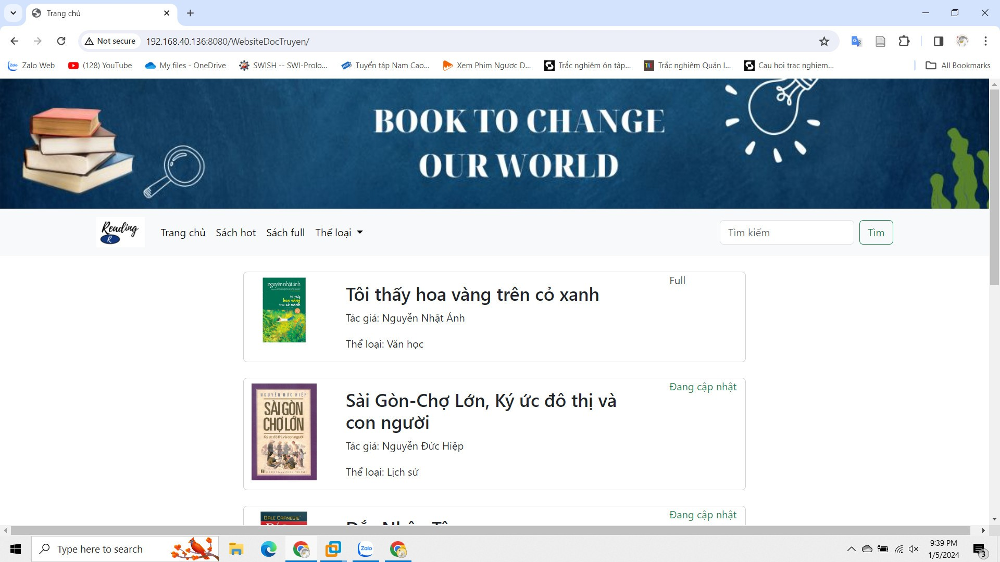 Trang chủ
Not secure
192.168.40.136:8080/WebsiteDocTruyen/
Zalo Web
(128) YouTube
My files - OneDrive
SWISH -- SWI-Prolo...
Tuyển tập Nam Cao...
Xem Phim Ngược D...
Trắc nghiệm ôn tập...
Trắc nghiệm Quản l...
Cau hoi trac nghiem...
All Bookmarks
BOOK TO CHANGE
OUR WORLD
Reading
R
Trang chủ
Sách hot
Sách full
Thể loại
Tìm kiếm
Tìm
nguyễn nhật ánh
tôi thấy
hoa vàng
trên cỏ xanh
Tôi thấy hoa vàng trên cỏ xanh
Full
Tác giả: Nguyễn Nhật Ánh
Thể loại: Văn học
NGUYỄN ĐỨC HIỆP
SÀI GÒN
CHỢ LỚN
Ký ức đô thị và con người
Sài Gòn-Chợ Lớn, Ký ức đô thị và
con người
Đang cập nhật
Tác giả: Nguyễn Đức Hiệp
Thể loại: Lịch sử
DALE CARNEGIE
Đang cập nhật
Type here to search
Zalo
9:39 PM
1/5/2024
3